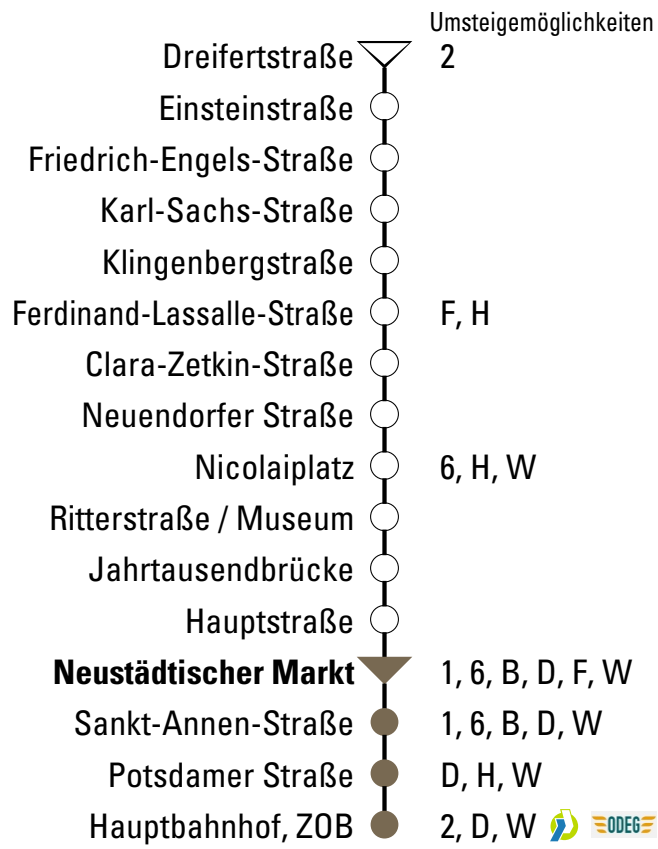 Umsteigemöglichkeiten
Dreifertstraße 2
Einsteinstraße
Friedrich-Engels-Straße
Karl-Sachs-Straße
Klingenbergstraße
Ferdinand-Lassalle-Straße F, H
Clara-Zetkin-Straße
Neuendorfer Straße
Nicolaiplatz 6, H, W
Ritterstraße / Museum
Jahrtausendbrücke
Hauptstraße
Neustädtischer Markt 1, 6, B, D, F, W
Sankt-Annen-Straße 1, 6, B, D, W
Potsdamer Straße D, H, W
Hauptbahnhof, ZOB 2, D, W ODEG